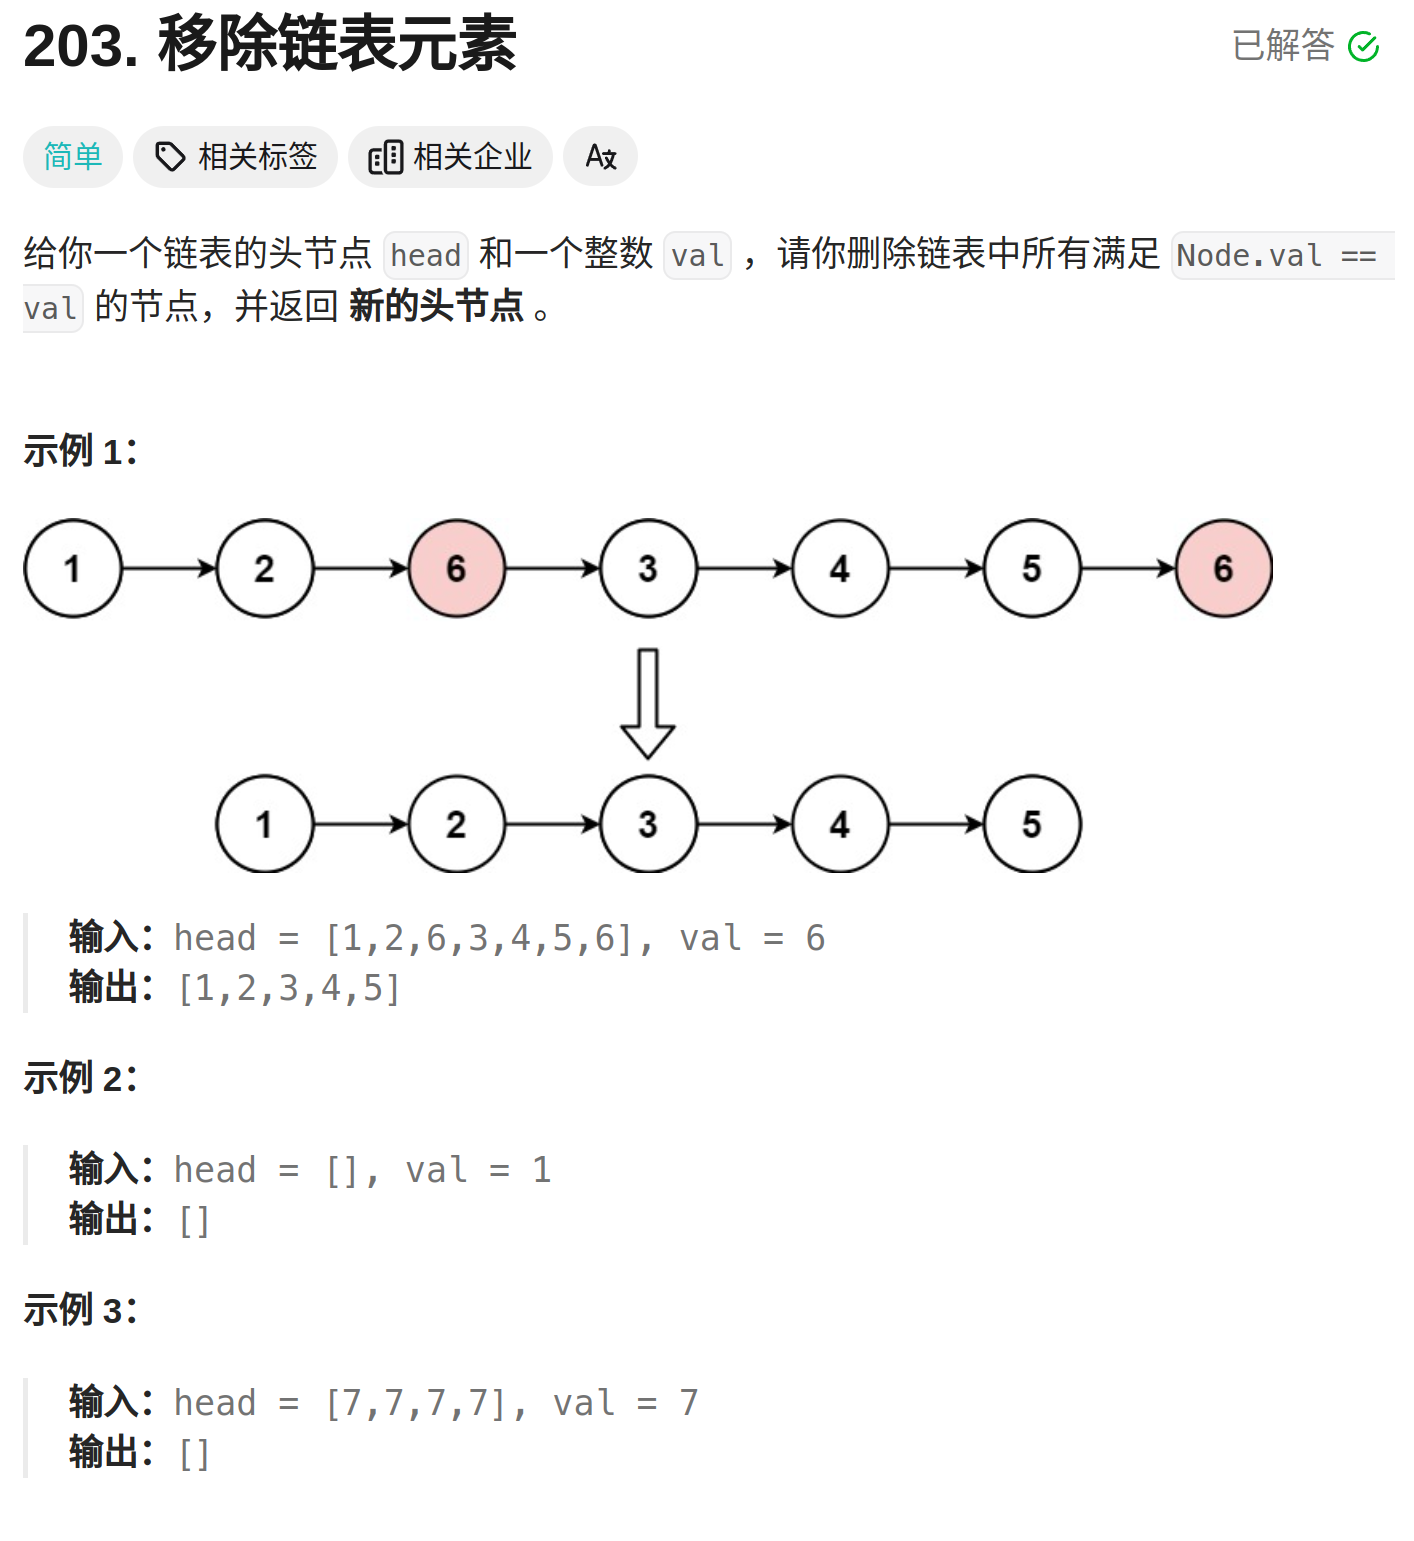 203. 移除链表元素
已解答
简单
相关标签
相关企业
给你一个链表的头节点 head 和一个整数 val ，请你删除链表中所有满足 Node.val ==
val 的节点，并返回 新的头节点 。
示例 1：
1 2 6 3 4 5 6
1 2 3 4 5
输入：head = [1,2,6,3,4,5,6], val = 6
输出：[1,2,3,4,5]
示例 2：
输入：head = [], val = 1
输出：[]
示例 3：
输入：head = [7,7,7,7], val = 7
输出：[]